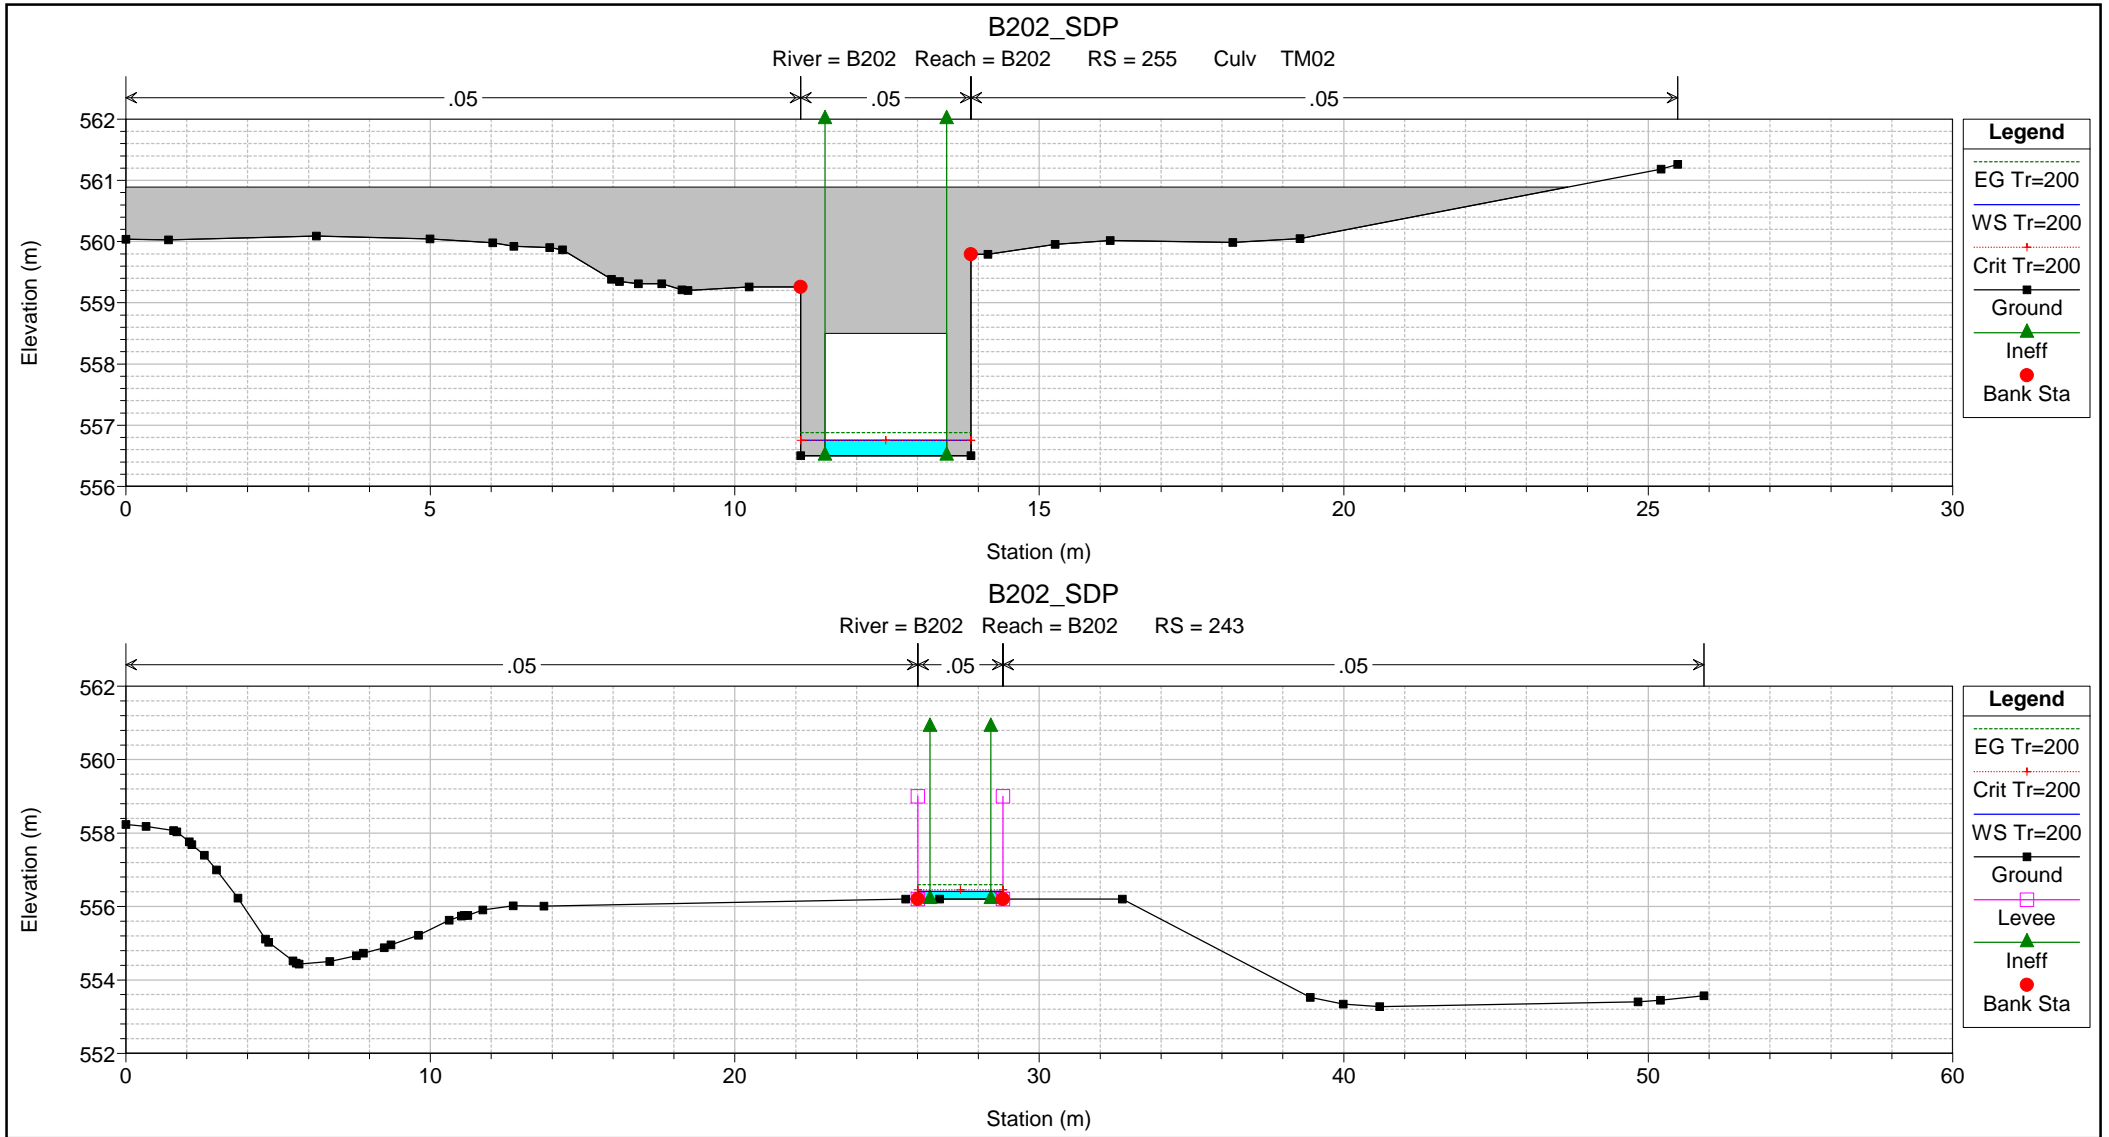 B202_SDP
River = B202 Reach = B202 RS = 255 Culv TM02
.05 .05 .05
562
561
560
559
558
557
556
Elevation (m)
0 5 10 15 20 25 30
Station (m)
Legend
EG Tr=200
WS Tr=200
Crit Tr=200
Ground
Ineff
Bank Sta
B202_SDP
River = B202 Reach = B202 RS = 243
.05 .05 .05
562
560
558
556
554
552
Elevation (m)
0 10 20 30 40 50 60
Station (m)
Legend
EG Tr=200
Crit Tr=200
WS Tr=200
Ground
Levee
Ineff
Bank Sta